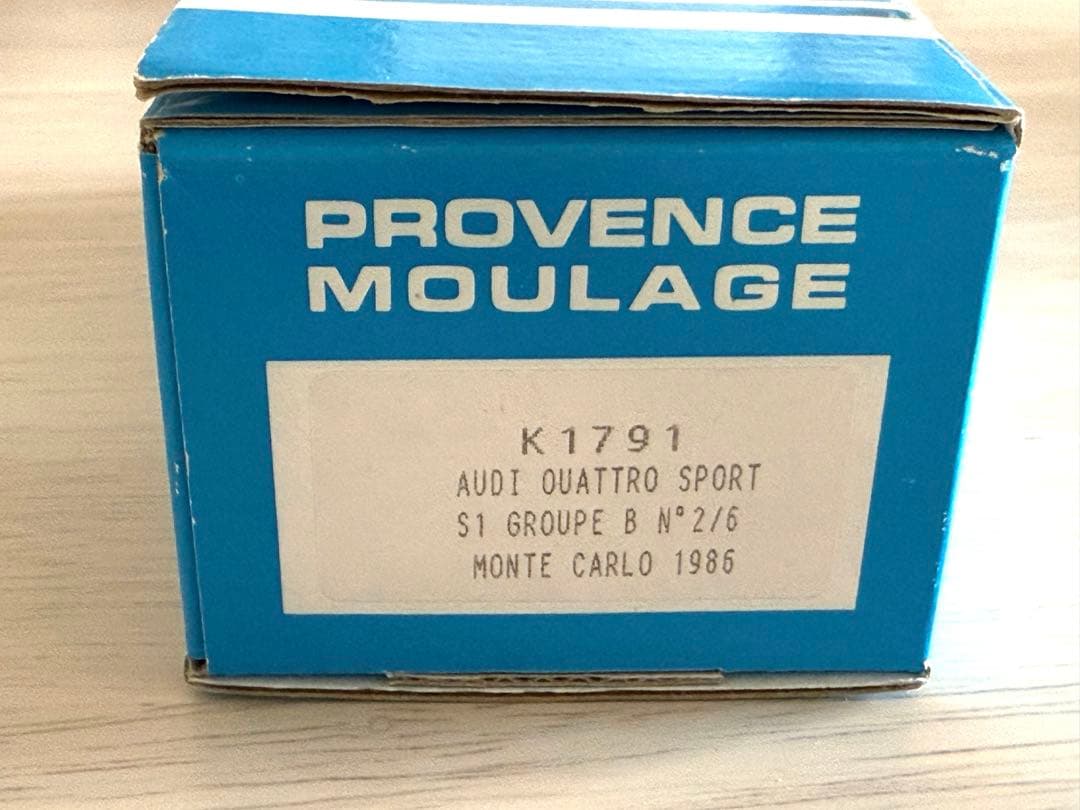 PROVENCE
MOULAGE
K1791
AUDI QUATTRO SPORT
S1 GROUPE B N°2/6
MONTE CARLO 1986